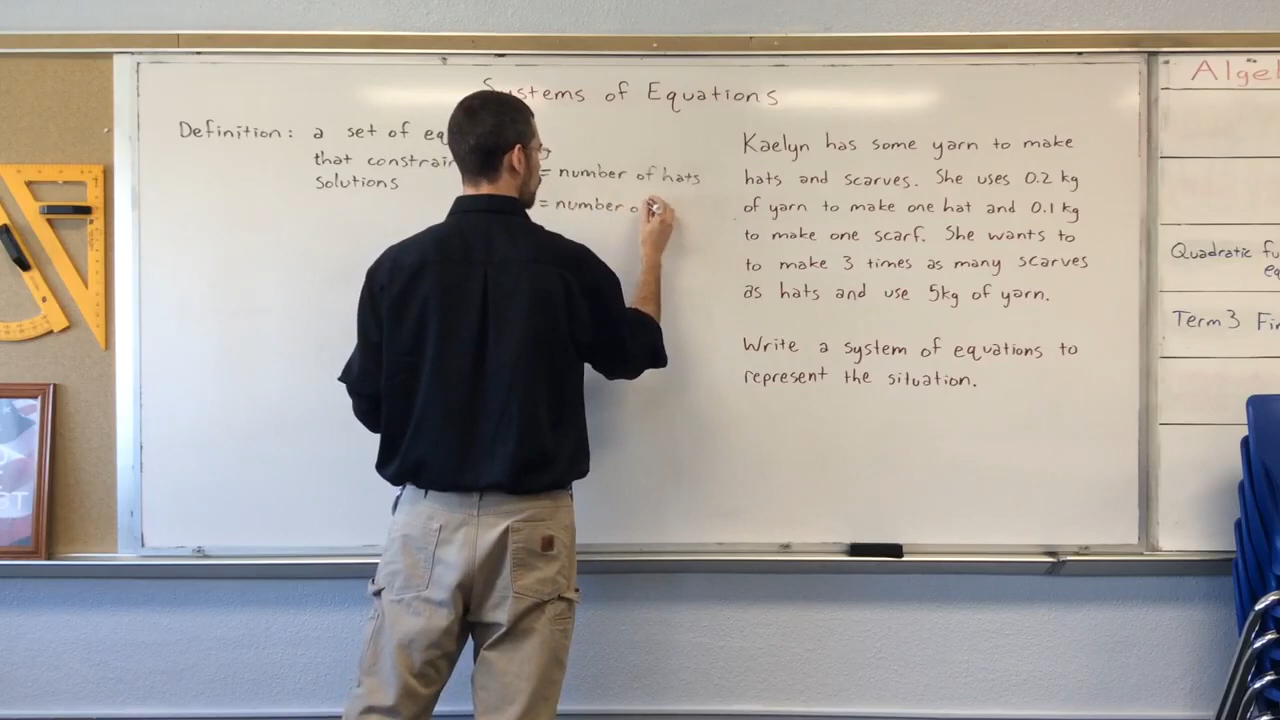 Systems of Equations
Definition: a set of eq
that constrain
solutions
= number of hats
= number o
Kaelyn has some yarn to make
hats and scarves. She uses 0.2 kg
of yarn to make one hat and 0.1 kg
to make one scarf. She wants to
to make 3 times as many scarves
as hats and use 5kg of yarn.
Write a system of equations to
represent the situation.
Alge
Quadratic fu
eq
Term 3 Fi